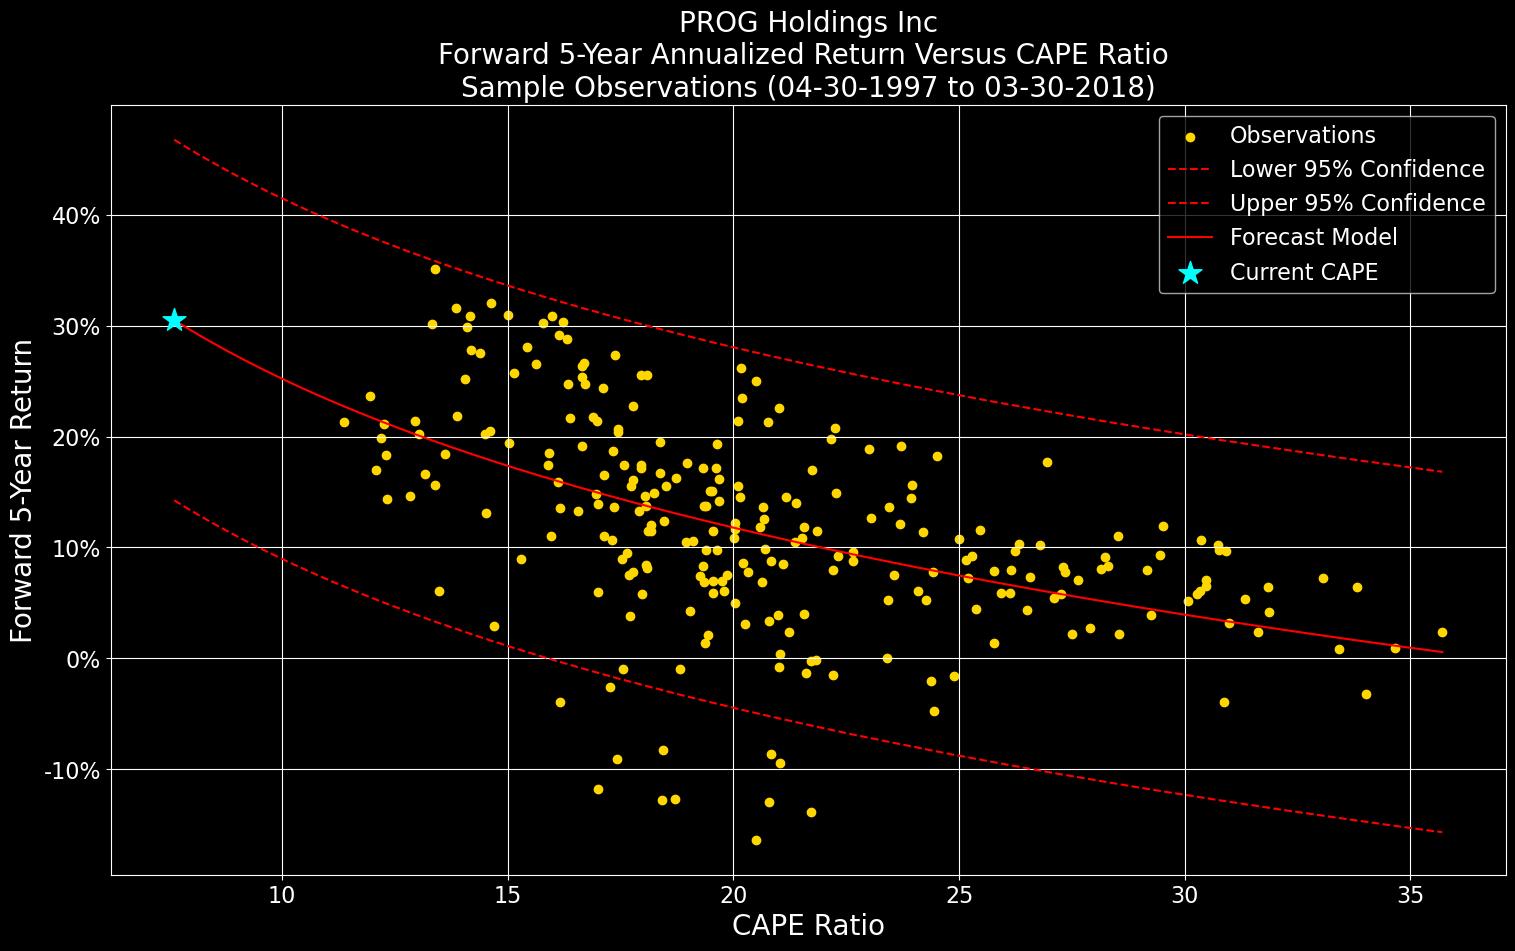 PROG Holdings Inc
Forward 5-Year Annualized Return Versus CAPE Ratio
Sample Observations (04-30-1997 to 03-30-2018)
Observations
Lower 95% Confidence
Upper 95% Confidence
Forecast Model
Current CAPE
Forward 5-Year Return
40%
30%
20%
10%
0%
-10%
10 15 20 25 30 35
CAPE Ratio